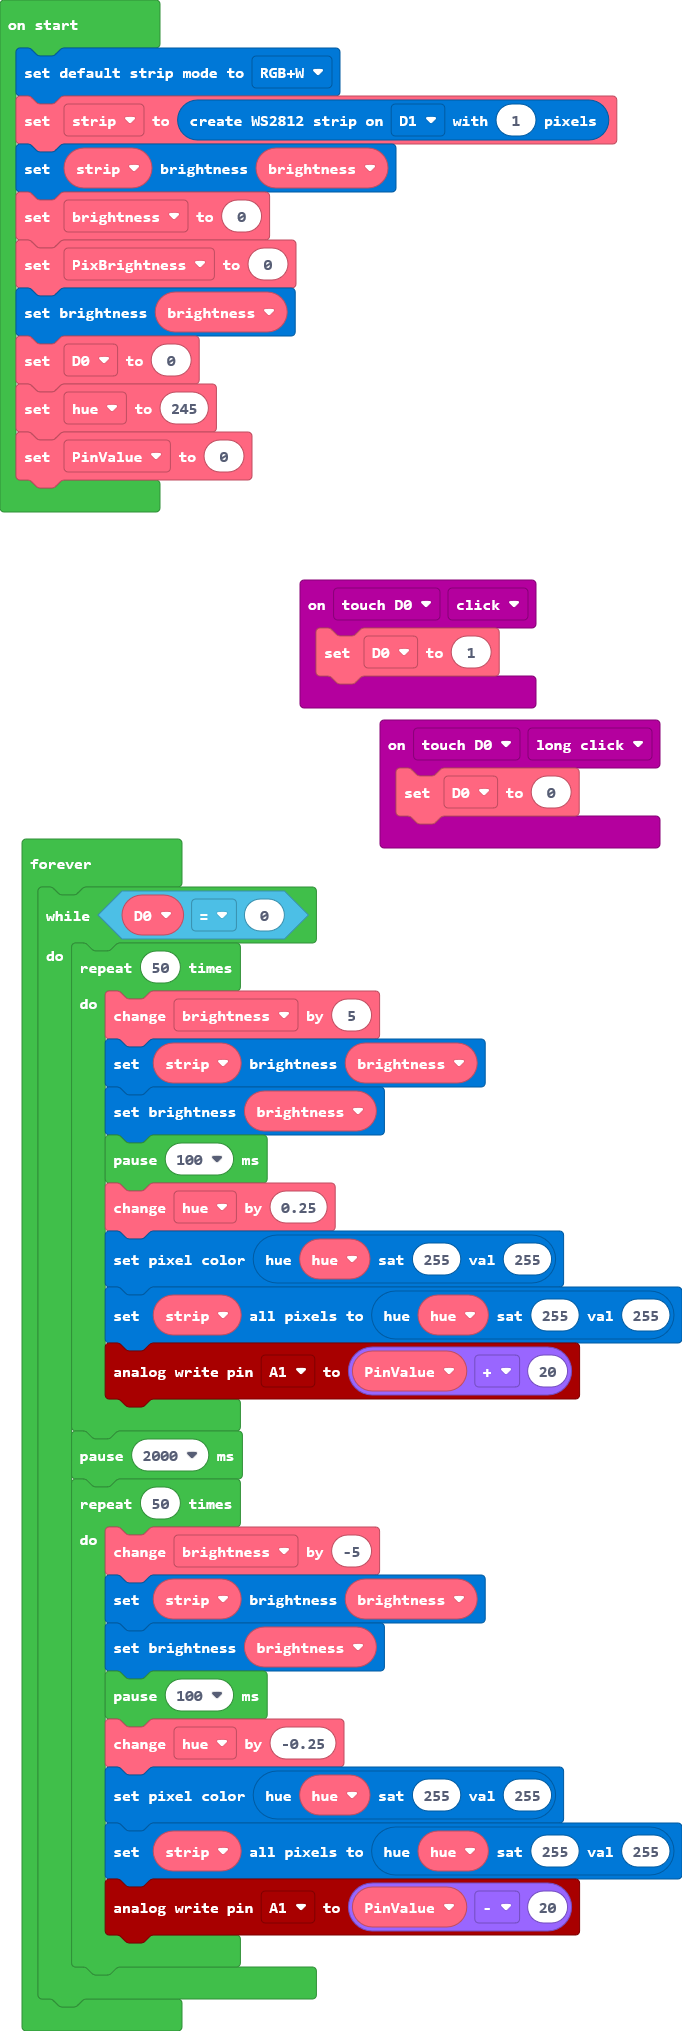 on start
set default strip mode to RGB+W
set strip to create WS2812 strip on D1 with 1 pixels
set strip brightness brightness
set brightness to 0
set PixBrightness to 0
set brightness brightness
set D0 to 0
set hue to 245
set PinValue to 0
on touch D0 click
set D0 to 1
on touch D0 long click
set D0 to 0
forever
while D0 = 0
do
repeat 50 times
do
change brightness by 5
set strip brightness brightness
set brightness brightness
pause 100 ms
change hue by 0.25
set pixel color hue hue sat 255 val 255
set strip all pixels to hue hue sat 255 val 255
analog write pin A1 to PinValue + 20
pause 2000 ms
repeat 50 times
do
change brightness by -5
set strip brightness brightness
set brightness brightness
pause 100 ms
change hue by -0.25
set pixel color hue hue sat 255 val 255
set strip all pixels to hue hue sat 255 val 255
analog write pin A1 to PinValue - 20